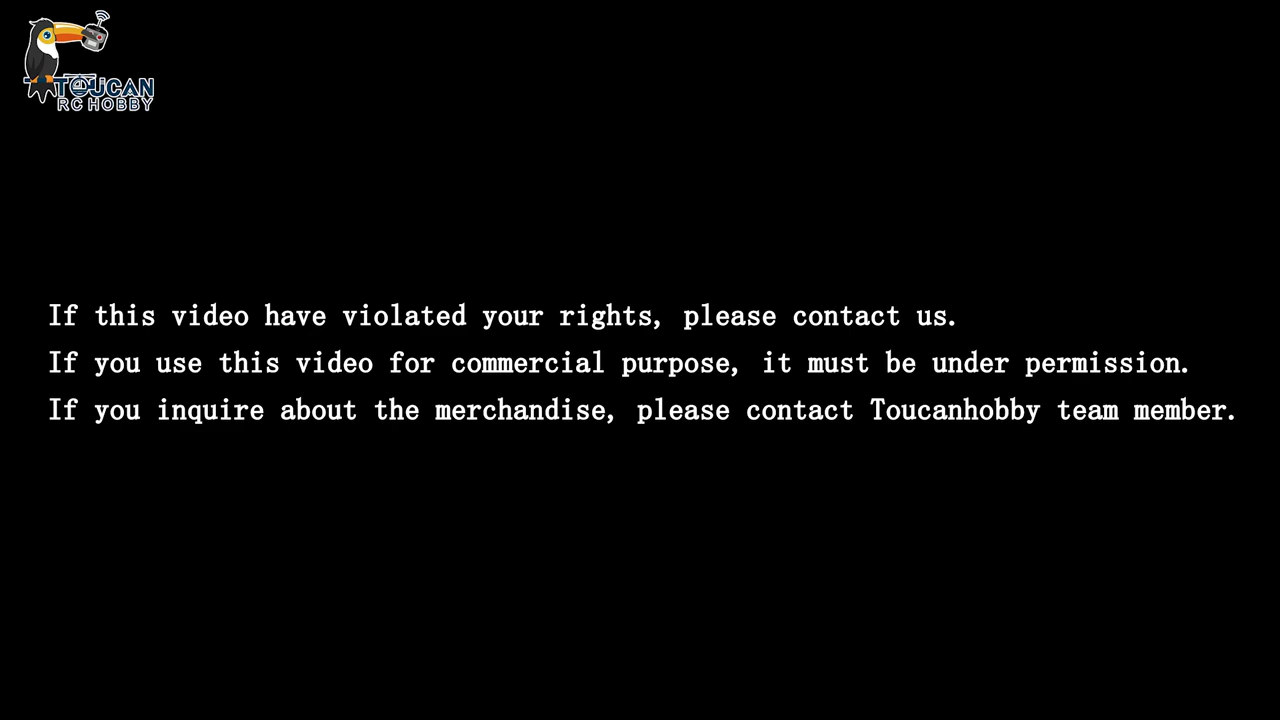 TOUCAN
RC HOBBY
If this video have violated your rights, please contact us.
If you use this video for commercial purpose, it must be under permission.
If you inquire about the merchandise, please contact Toucanhobby team member.